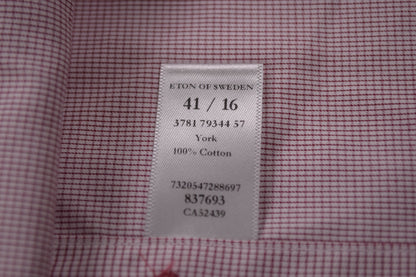 ETON OF SWEDEN
41 / 16
3781 79344 57
York
100% Cotton
7320547288697
837693
CA52439